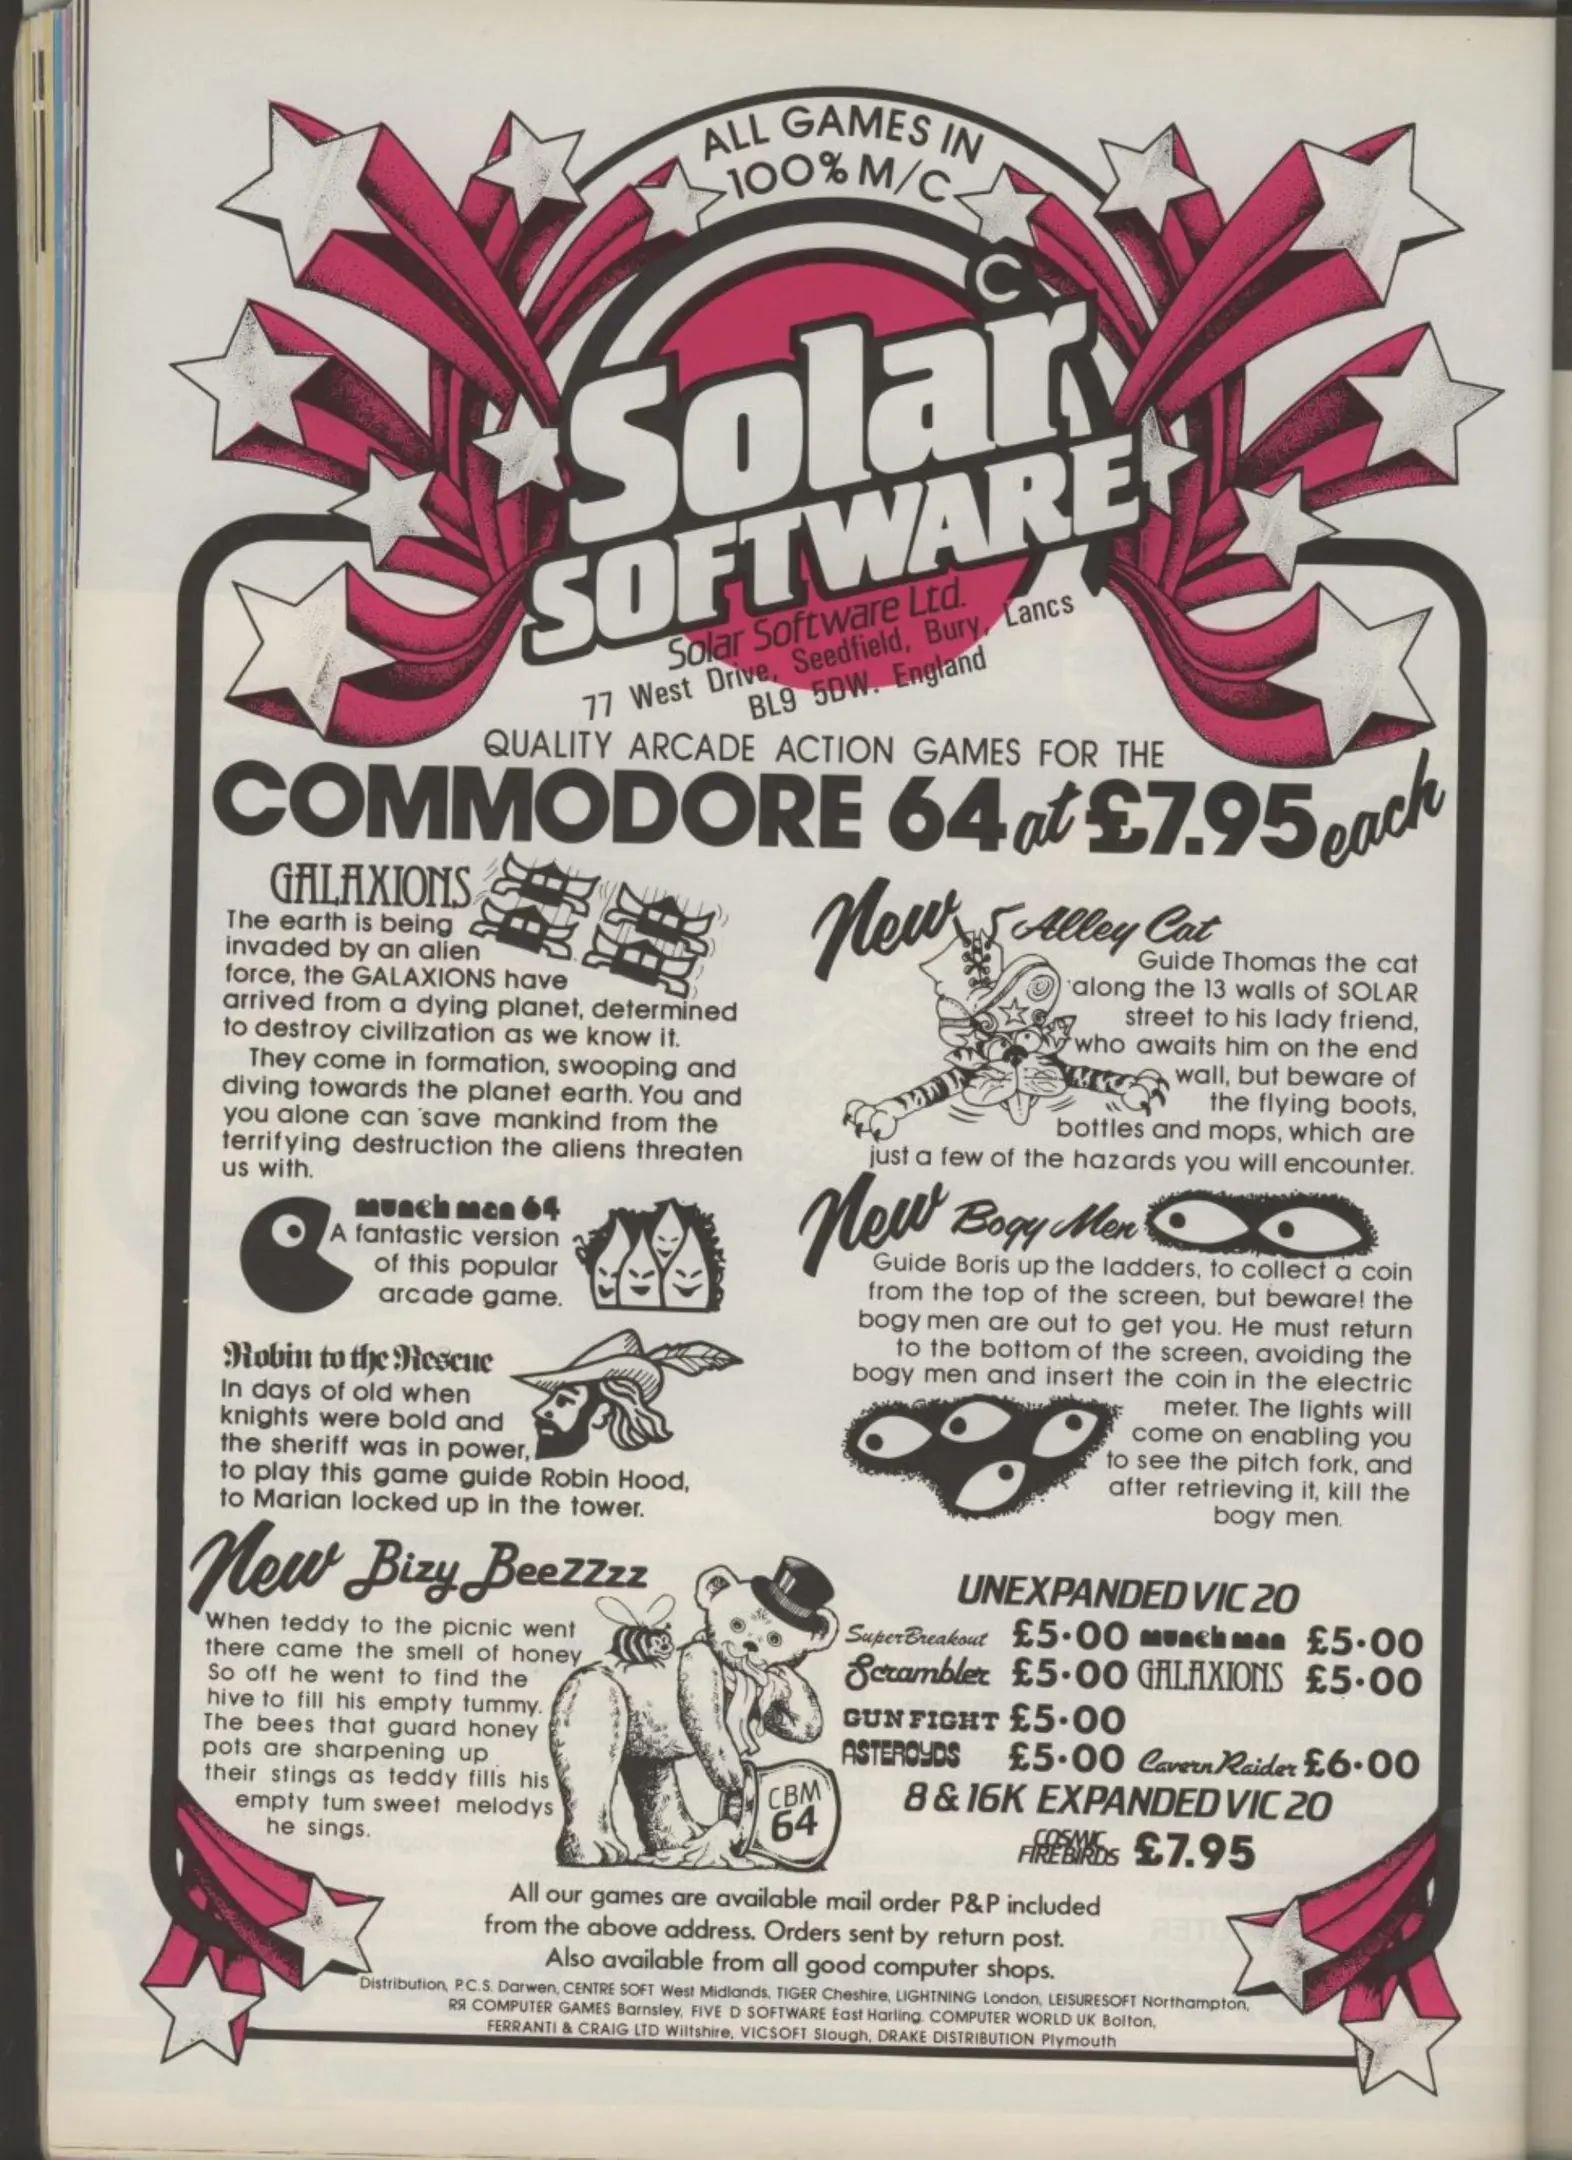 ALL GAMES IN
100% M/C
C
Solar
SOFTWARE
Solar Software Ltd.
77 West Drive, Seedfield, Bury, Lancs
BL9 5DW. England
QUALITY ARCADE ACTION GAMES FOR THE
COMMODORE 64 at £7.95 each
GALAXIONS
The earth is being
invaded by an alien
force, the GALAXIONS have
arrived from a dying planet, determined
to destroy civilization as we know it.
They come in formation, swooping and
diving towards the planet earth. You and
you alone can save mankind from the
terrifying destruction the aliens threaten
us with.
munch man 64
A fantastic version
of this popular
arcade game.
Robin to the Rescue
In days of old when
knights were bold and
the sheriff was in power,
to play this game guide Robin Hood,
to Marian locked up in the tower.
New Bizy Beezzzz
When teddy to the picnic went
there came the smell of honey
So off he went to find the
hive to fill his empty tummy.
The bees that guard honey
pots are sharpening up
their stings as teddy fills his
empty tum sweet melodys
he sings.
CBM
64
New Alley Cat
Guide Thomas the cat
along the 13 walls of SOLAR
street to his lady friend,
who awaits him on the end
wall, but beware of
the flying boots,
bottles and mops, which are
just a few of the hazards you will encounter.
New Bogy Men
Guide Boris up the ladders, to collect a coin
from the top of the screen, but beware! the
bogy men are out to get you. He must return
to the bottom of the screen, avoiding the
bogy men and insert the coin in the electric
meter. The lights will
come on enabling you
to see the pitch fork, and
after retrieving it, kill the
bogy men.
UNEXPANDED VIC 20
Super Breakout £5·00 munch man £5·00
Scrambler £5·00 GALAXIONS £5·00
GUN FIGHT £5·00
ASTEROYDS £5·00 Cavern Raider £6·00
8 & 16K EXPANDED VIC 20
COSMIC
FIREBIRDS £7.95
All our games are available mail order P&P included
from the above address. Orders sent by return post.
Also available from all good computer shops.
Distribution, P.C.S. Darwen, CENTRE SOFT West Midlands, TIGER Cheshire, LIGHTNING London, LEISURESOFT Northampton,
RR COMPUTER GAMES Barnsley, FIVE D SOFTWARE East Harling. COMPUTER WORLD UK Bolton,
FERRANTI & CRAIG LTD Wiltshire, VICSOFT Slough, DRAKE DISTRIBUTION Plymouth